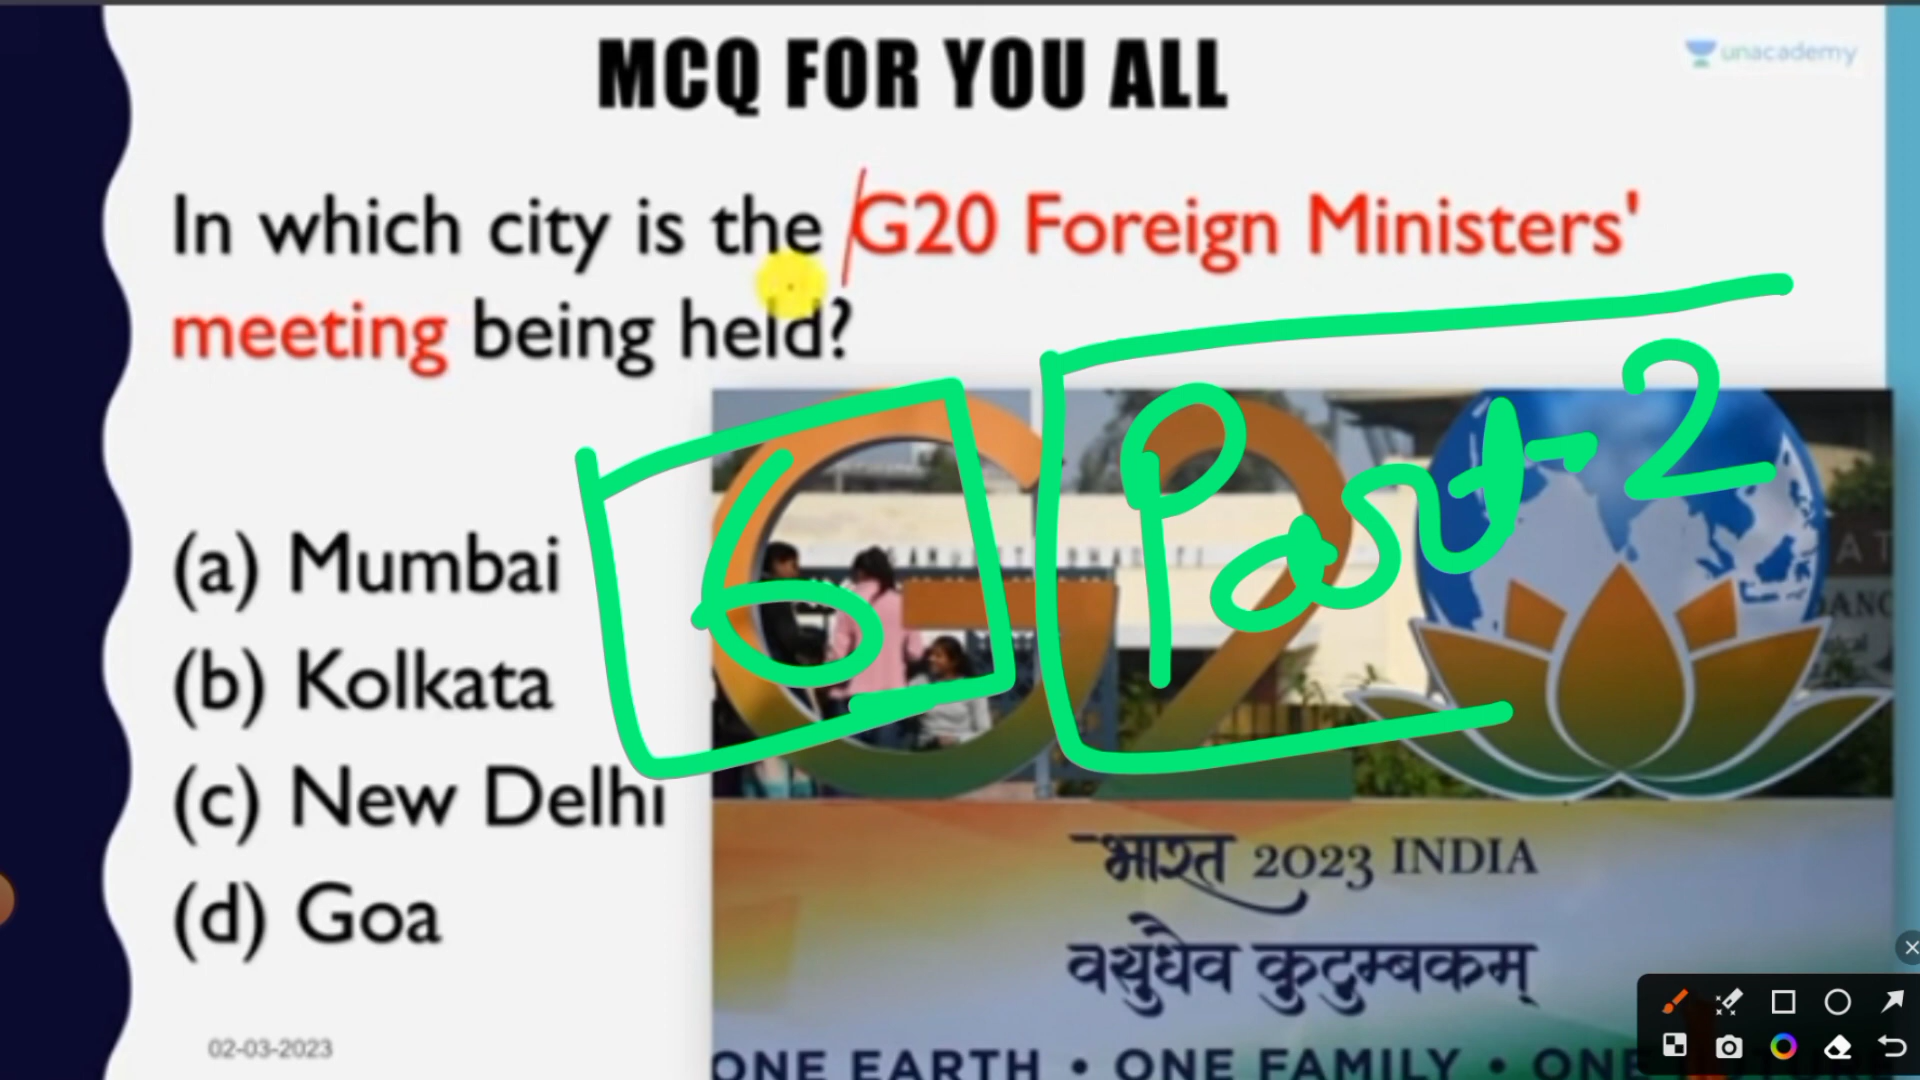 MCQ FOR YOU ALL
unacademy
In which city is the G20 Foreign Ministers'
meeting being held?
6
Part-2
(a) Mumbai
(b) Kolkata
(c) New Delhi
(d) Goa
G2
भारत 2023 INDIA
वसुधैव कुटुम्बकम्
ONE EARTH • ONE FAMILY • ONE
02-03-2023